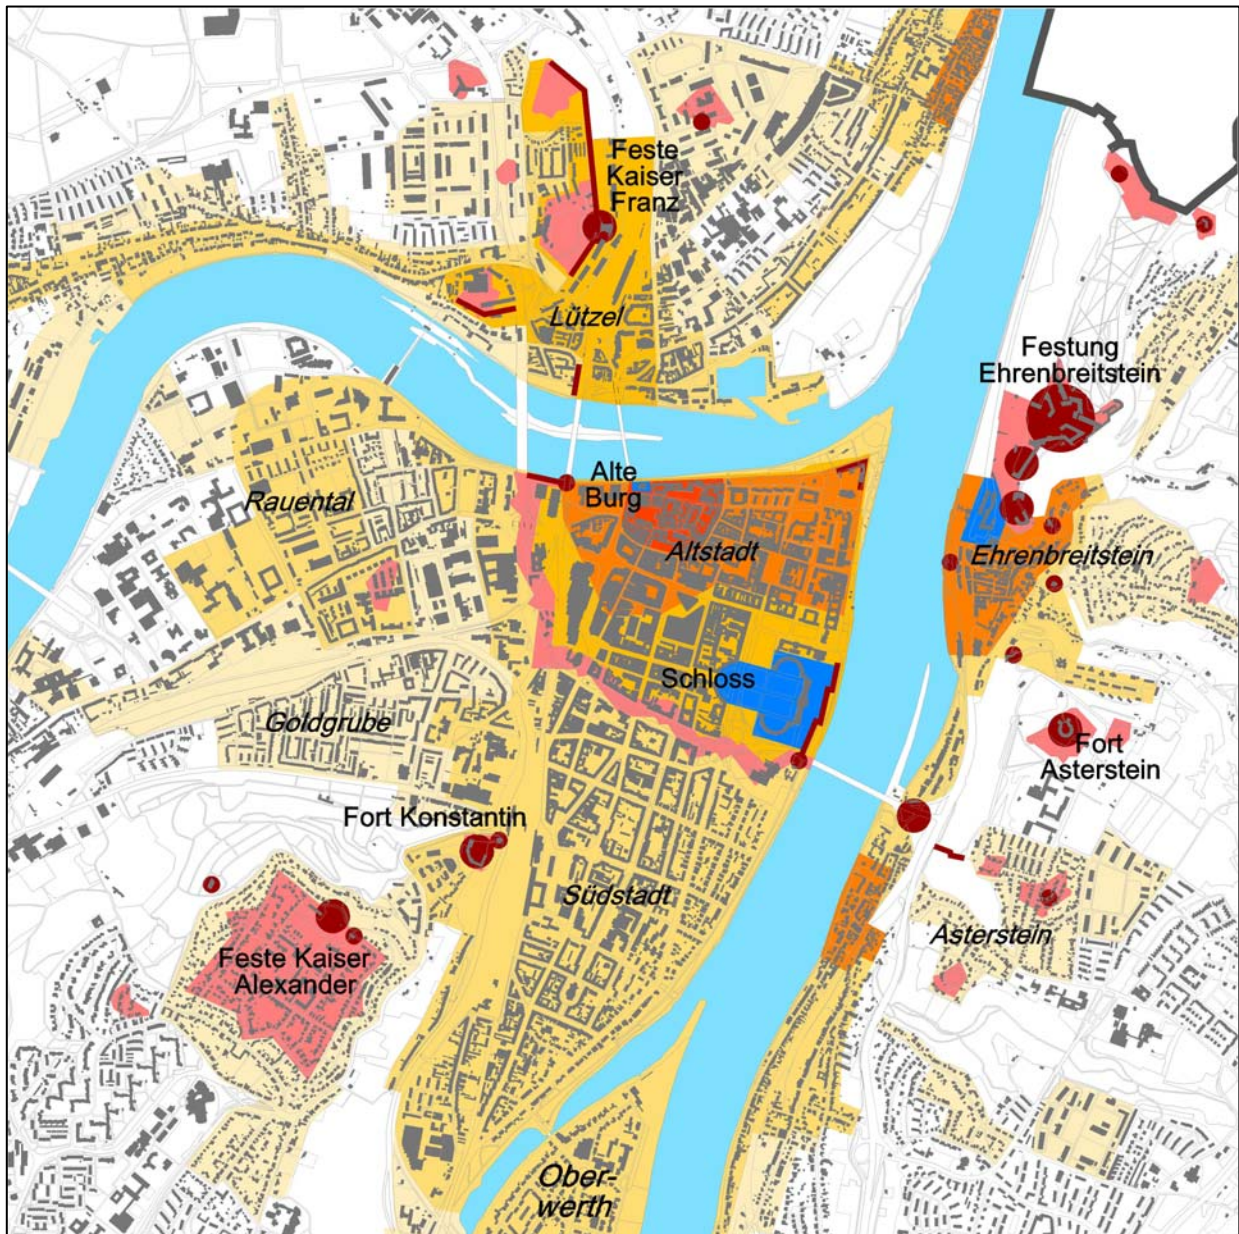 Feste
Kaiser
Franz
Lützel
Festung
Ehrenbreitstein
Alte
Burg
Rauental
Altstadt
Ehrenbreitstein
Schloss
Goldgrube
Fort
Asterstein
Fort Konstantin
Südstadt
Asterstein
Feste Kaiser
Alexander
Ober-
werth